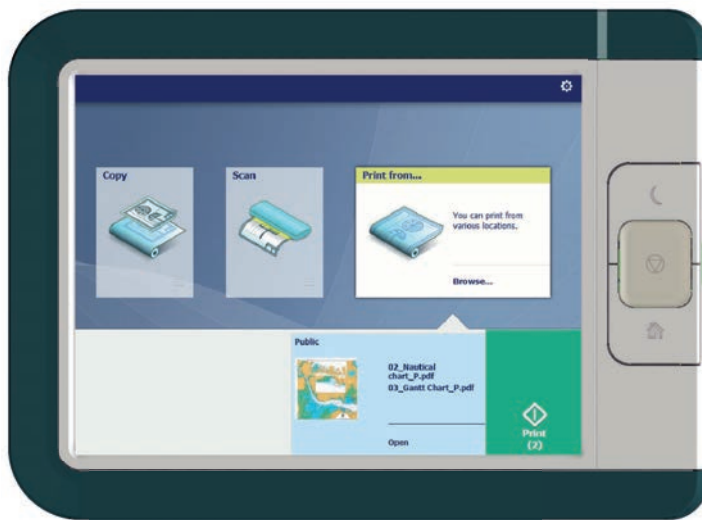 Copy
Scan
Print from...
You can print from
various locations.
Browse...
Public
02_Nautical
chart_P.pdf
03_Gantt Chart_P.pdf
Open
Print
(2)